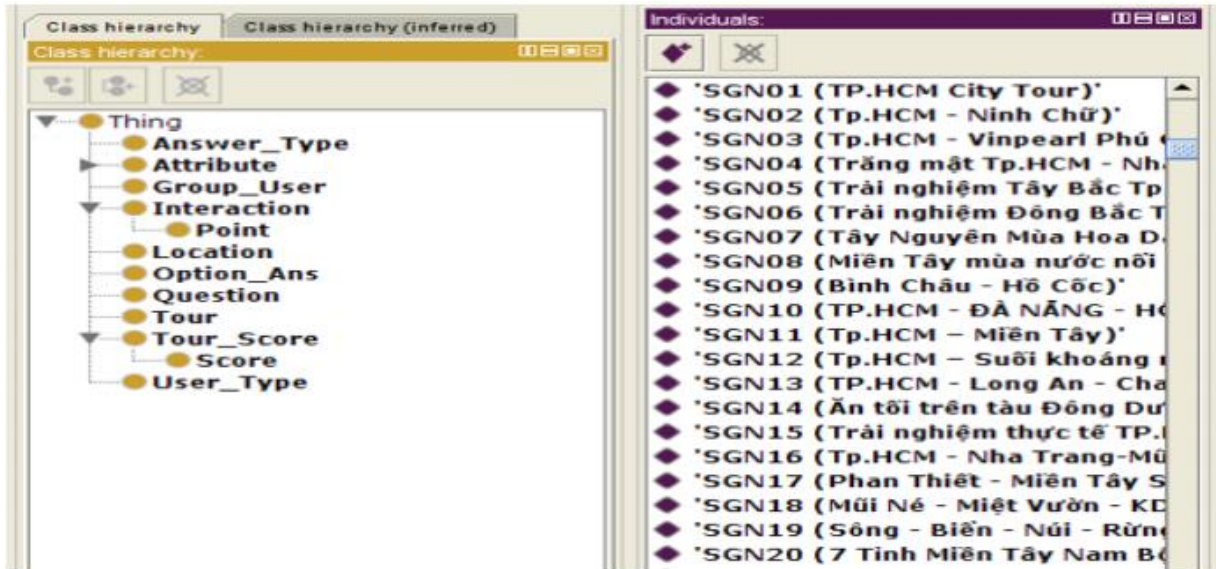 Class hierarchy
Class hierarchy (inferred)
Class hierarchy:
Thing
Answer_Type
Attribute
Group_User
Interaction
Point
Location
Option_Ans
Question
Tour
Tour_Score
Score
User_Type
Individuals:
'SGN01 (TP.HCM City Tour)'
'SGN02 (Tp.HCM - Ninh Chữ)'
'SGN03 (Tp.HCM - Vinpearl Phú
'SGN04 (Trăng mật Tp.HCM -
'SGN05 (Trải nghiệm Tây Bắc Tp
'SGN06 (Trải nghiệm Đông Bắc T
'SGN07 (Tây Nguyên Mùa Hoa D
'SGN08 (Miền Tây mùa nước nổi
'SGN09 (Bình Châu - Hồ Cốc)'
'SGN10 (TP.HCM - ĐÀ NẴNG -
'SGN11 (Tp.HCM – Miền Tây)'
'SGN12 (Tp.HCM – Suối khoáng
'SGN13 (TP.HCM - Long An - Cha
'SGN14 (Ăn tối trên tàu Đông Dư
'SGN15 (Trải nghiệm thực tế TP.
'SGN16 (Tp.HCM - Nha Trang-Mũ
'SGN17 (Phan Thiết - Miền Tây S
'SGN18 (Mũi Né - Miệt Vườn - KD
'SGN19 (Sông - Biển - Núi - Rừn
'SGN20 (7 Tỉnh Miền Tây Nam B